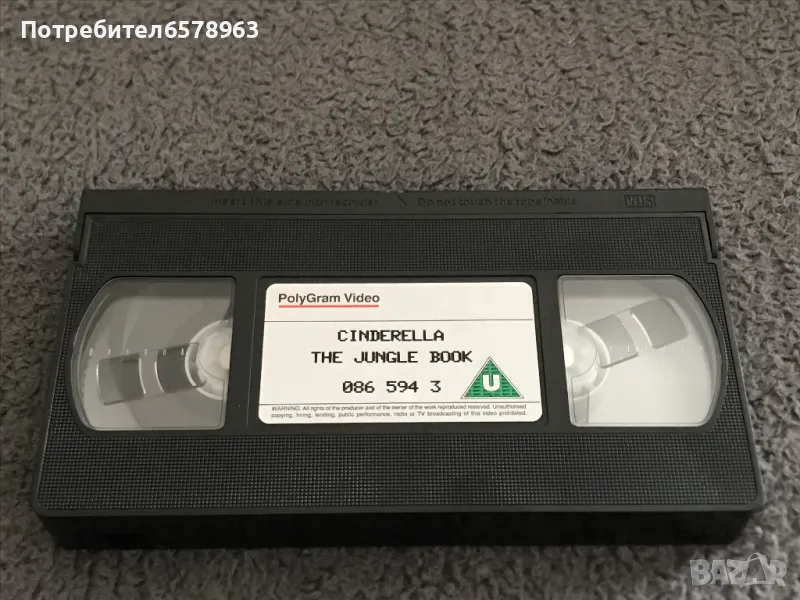 Потребител6578963
Insert this side into recorder
Do not touch the tape inside
VHS
PolyGram Video
CINDERELLA
THE JUNGLE BOOK
086 594 3
U
WARNING: All rights of the producer and of the owner of the work reproduced reserved. Unauthorised
copying, hiring, lending, public performance, radio or TV broadcasting of this video prohibited.
BAZAR